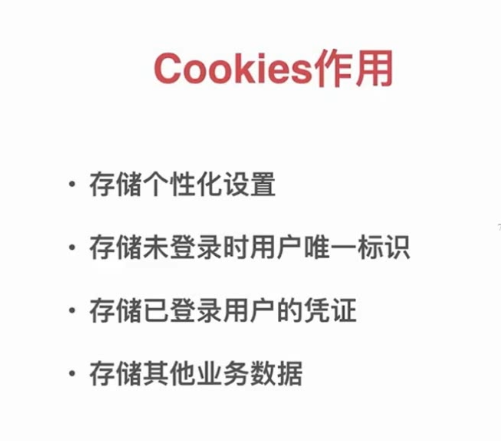 Cookies作用
• 存储个性化设置
• 存储未登录时用户唯一标识
• 存储已登录用户的凭证
• 存储其他业务数据